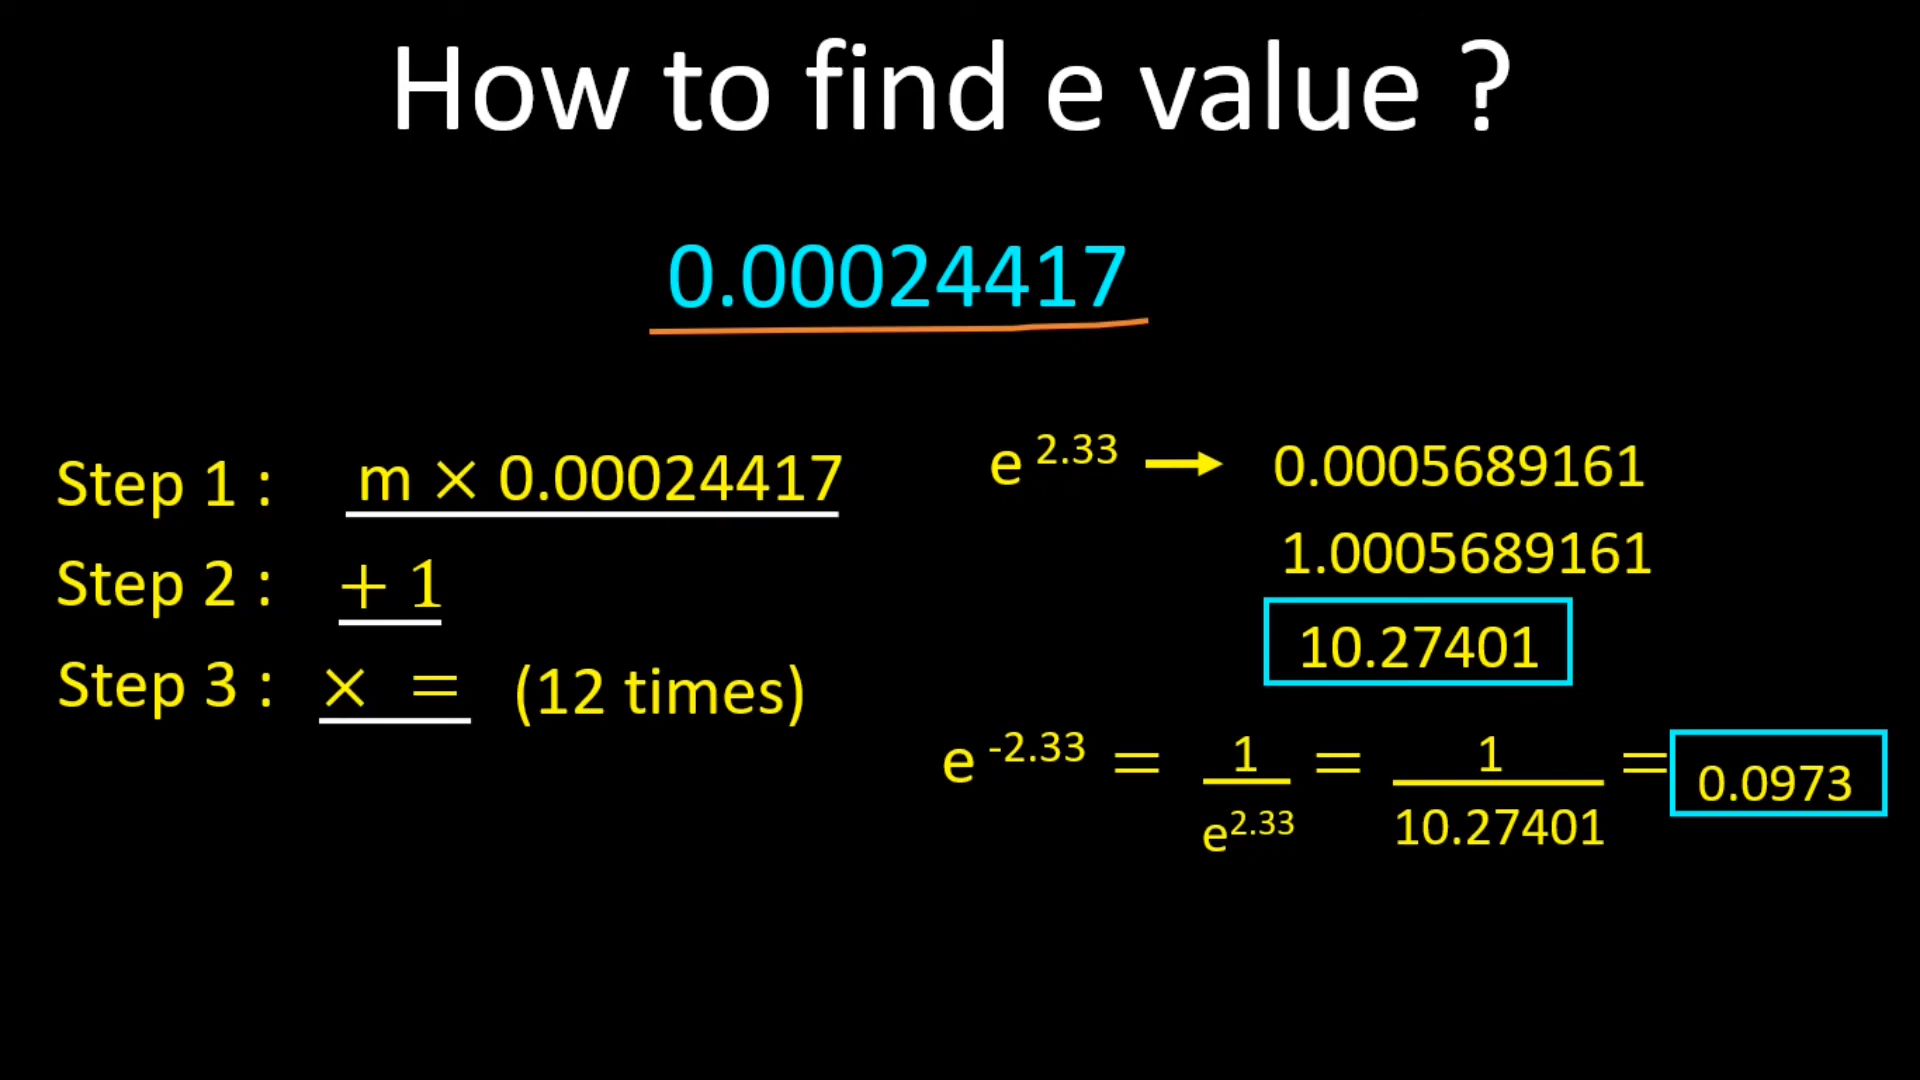 How to find e value ?
0.00024417
Step 1 : m × 0.00024417
Step 2 : + 1
Step 3 : × = (12 times)
e 2.33 → 0.0005689161
1.0005689161
10.27401
e -2.33 = 1/e2.33 = 1/10.27401 = 0.0973